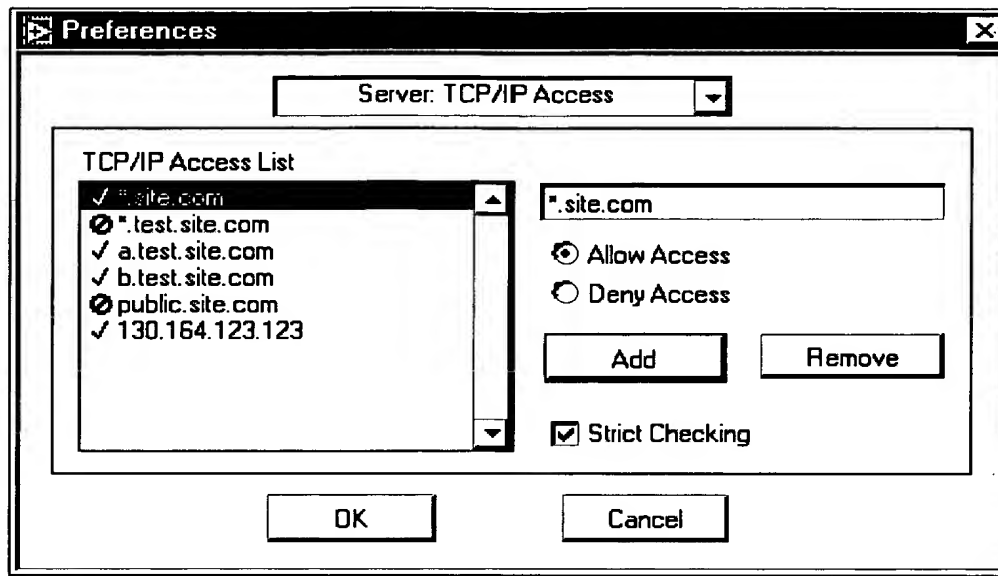 Preferences
Server: TCP/IP Access
TCP/IP Access List
*.site.com
*.test.site.com
a.test.site.com
b.test.site.com
public.site.com
130.164.123.123
*.site.com
Allow Access
Deny Access
Add
Remove
Strict Checking
OK
Cancel